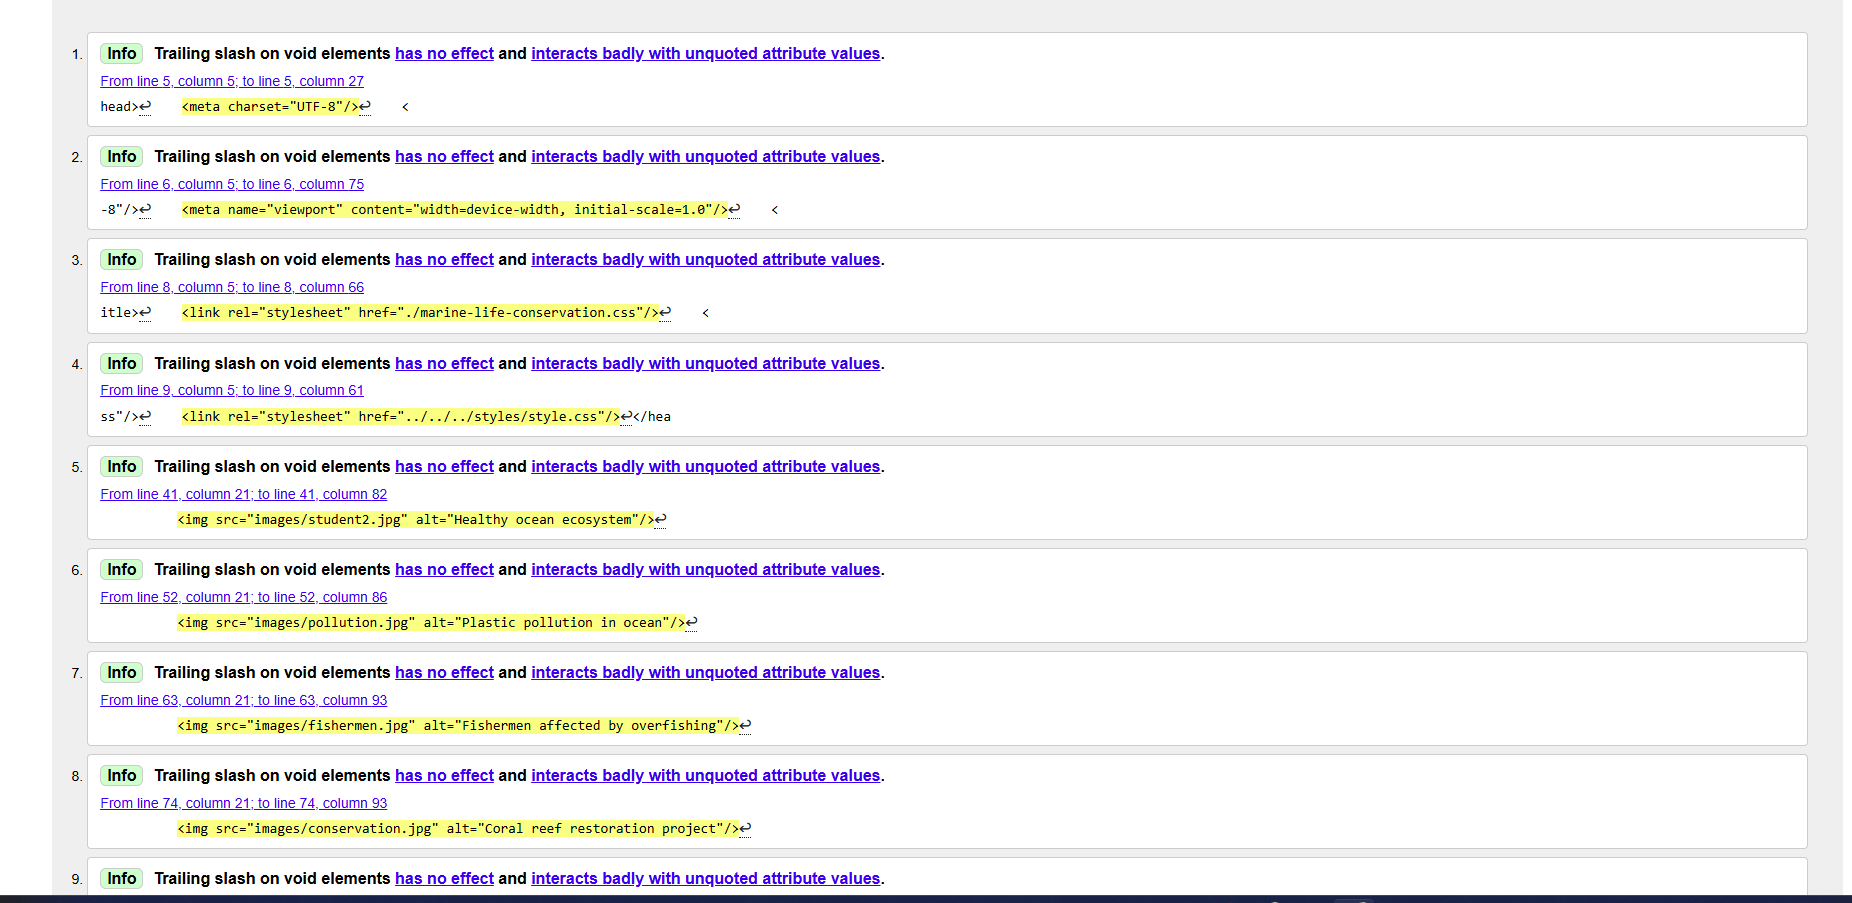 1. Info Trailing slash on void elements has no effect and interacts badly with unquoted attribute values.
From line 5, column 5; to line 5, column 27
head>↩    <meta charset="UTF-8"/>↩    <
2. Info Trailing slash on void elements has no effect and interacts badly with unquoted attribute values.
From line 6, column 5; to line 6, column 75
-8"/>↩    <meta name="viewport" content="width=device-width, initial-scale=1.0"/>↩    <
3. Info Trailing slash on void elements has no effect and interacts badly with unquoted attribute values.
From line 8, column 5; to line 8, column 66
itle>↩    <link rel="stylesheet" href="./marine-life-conservation.css"/>↩    <
4. Info Trailing slash on void elements has no effect and interacts badly with unquoted attribute values.
From line 9, column 5; to line 9, column 61
ss"/>↩    <link rel="stylesheet" href="../../../styles/style.css"/>↩</hea
5. Info Trailing slash on void elements has no effect and interacts badly with unquoted attribute values.
From line 41, column 21; to line 41, column 82
<img src="images/student2.jpg" alt="Healthy ocean ecosystem"/>↩
6. Info Trailing slash on void elements has no effect and interacts badly with unquoted attribute values.
From line 52, column 21; to line 52, column 86
<img src="images/pollution.jpg" alt="Plastic pollution in ocean"/>↩
7. Info Trailing slash on void elements has no effect and interacts badly with unquoted attribute values.
From line 63, column 21; to line 63, column 93
<img src="images/fishermen.jpg" alt="Fishermen affected by overfishing"/>↩
8. Info Trailing slash on void elements has no effect and interacts badly with unquoted attribute values.
From line 74, column 21; to line 74, column 93
<img src="images/conservation.jpg" alt="Coral reef restoration project"/>↩
9. Info Trailing slash on void elements has no effect and interacts badly with unquoted attribute values.